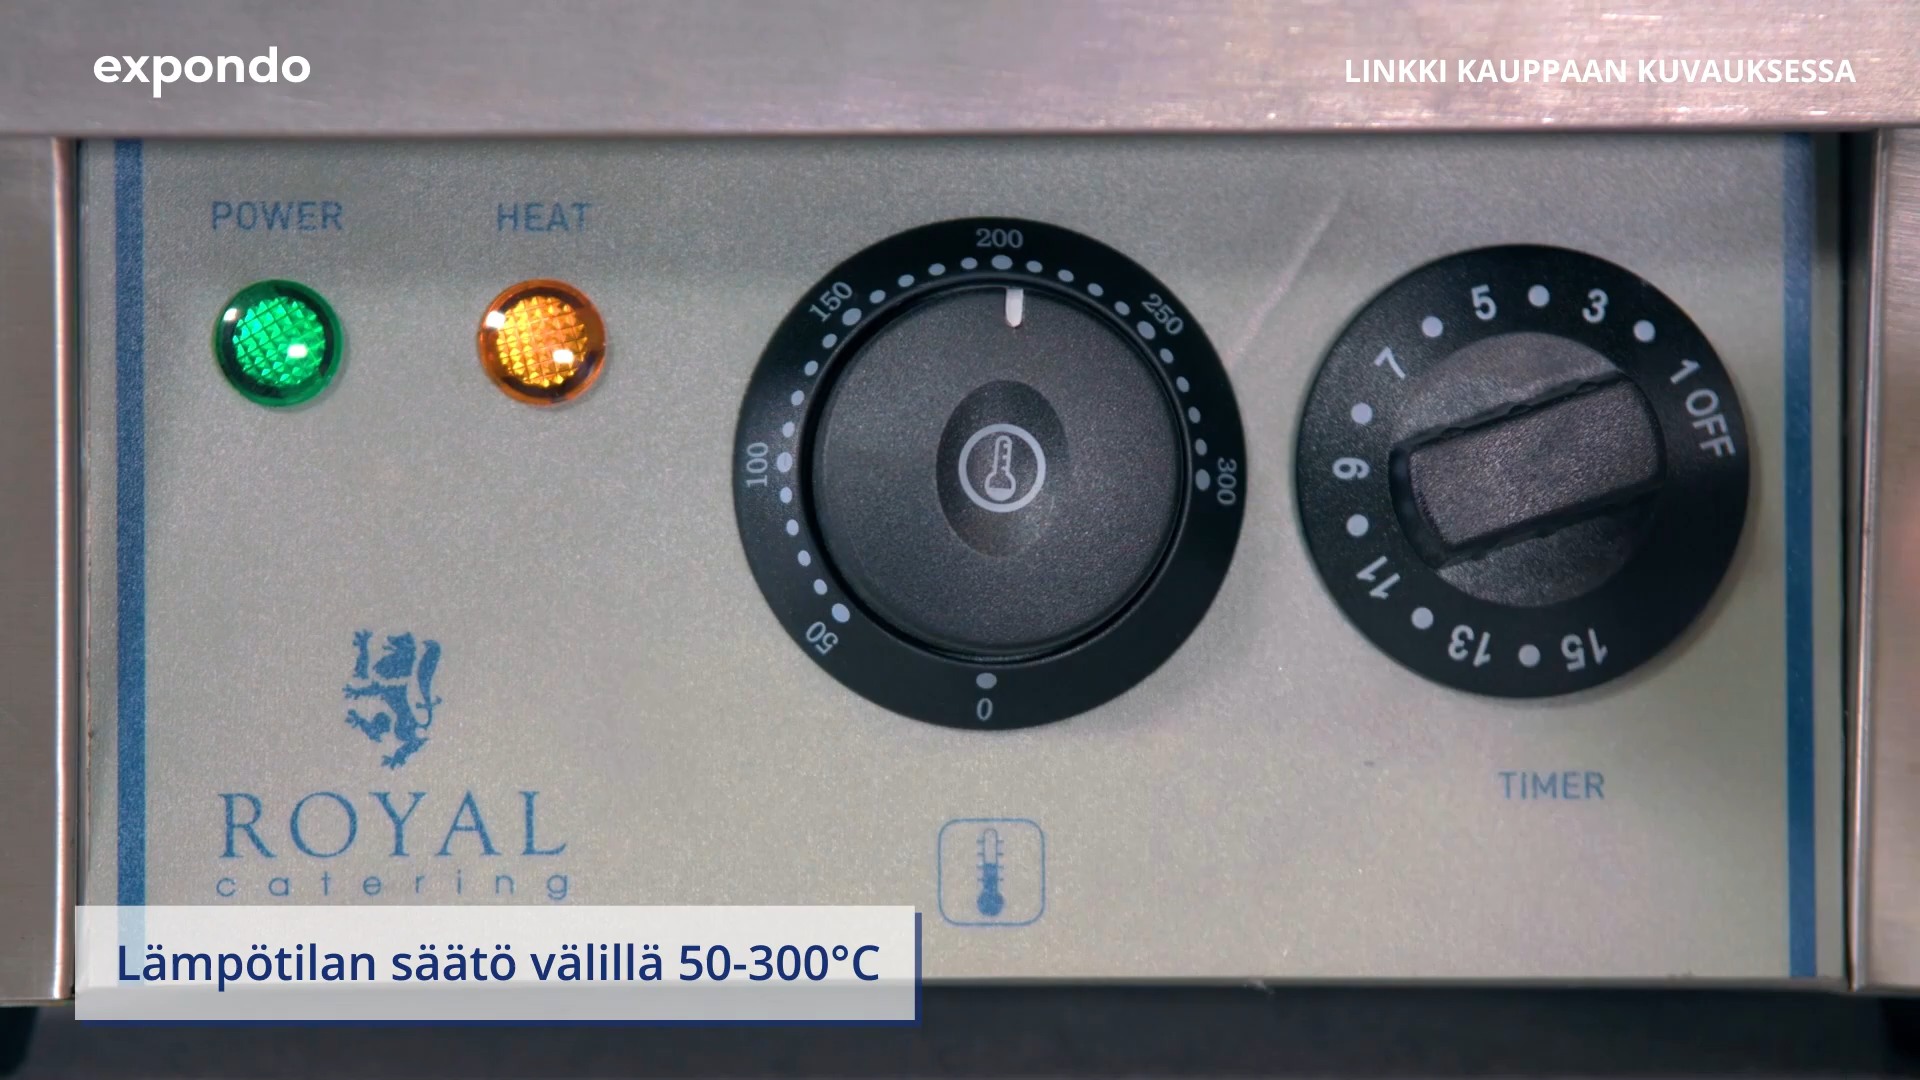 expondo
LINKKI KAUPPAAN KUVAUKSESSA
POWER
HEAT
0
50
100
150
200
250
300
OFF
1
3
5
7
9
11
13
15
TIMER
ROYAL
catering
Lämpötilan säätö välillä 50-300°C